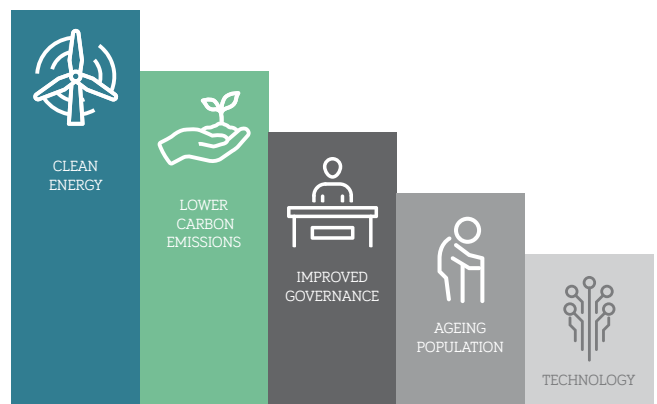 CLEAN
ENERGY
LOWER
CARBON
EMISSIONS
IMPROVED
GOVERNANCE
AGEING
POPULATION
TECHNOLOGY